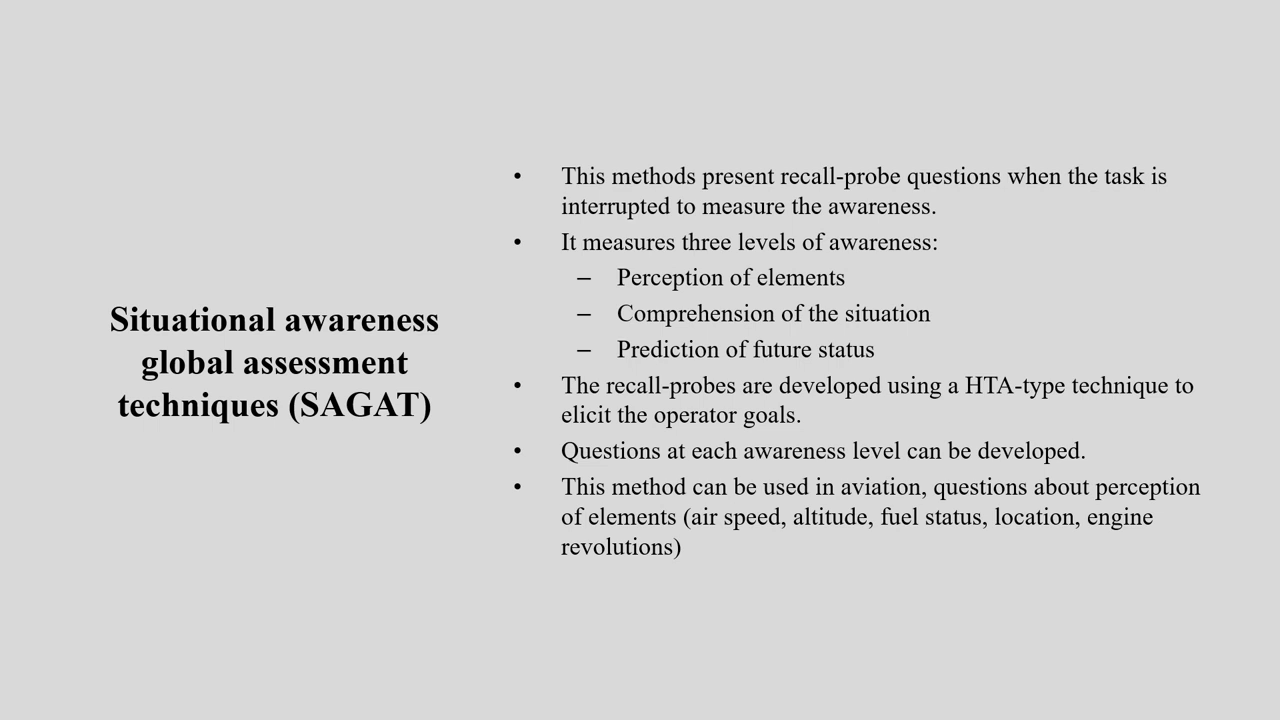 Situational awareness
global assessment
techniques (SAGAT)
• This methods present recall-probe questions when the task is
interrupted to measure the awareness.
• It measures three levels of awareness:
– Perception of elements
– Comprehension of the situation
– Prediction of future status
• The recall-probes are developed using a HTA-type technique to
elicit the operator goals.
• Questions at each awareness level can be developed.
• This method can be used in aviation, questions about perception
of elements (air speed, altitude, fuel status, location, engine
revolutions)